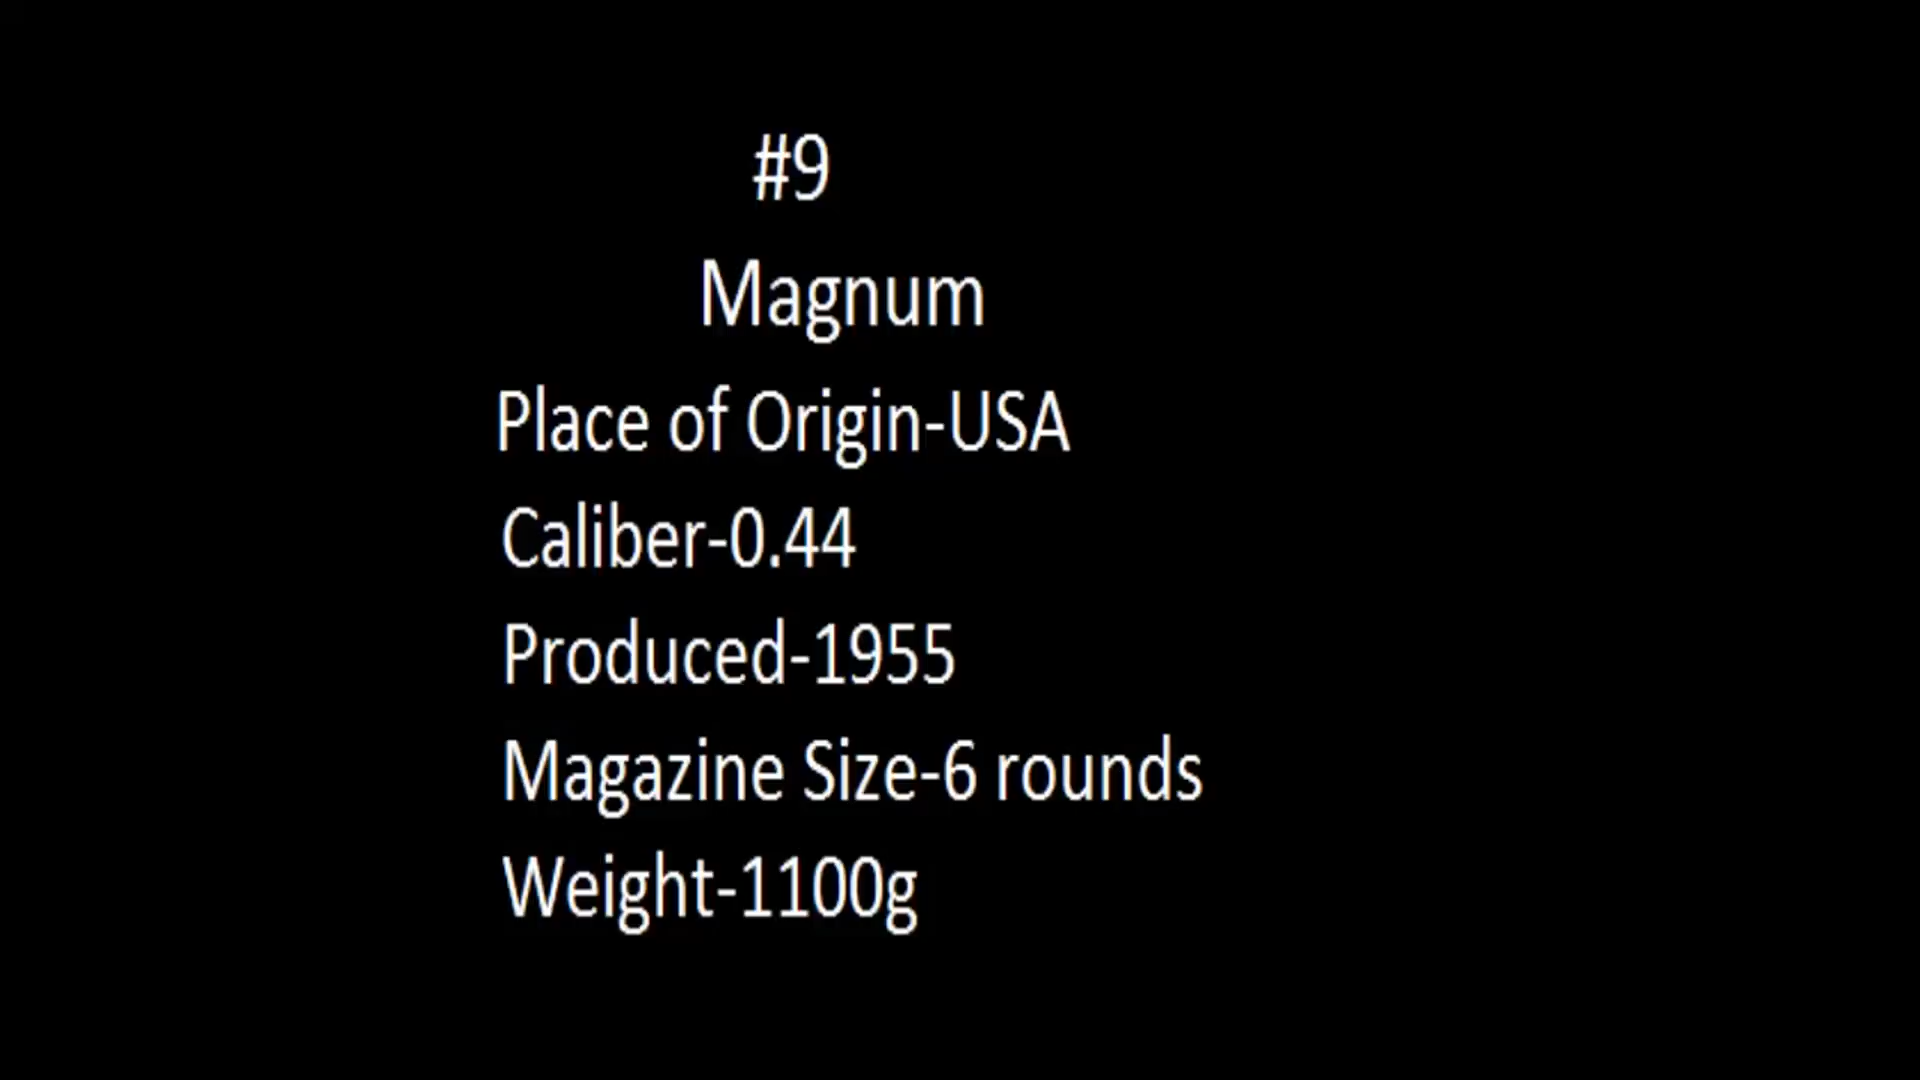 #9
Magnum
Place of Origin-USA
Caliber-0.44
Produced-1955
Magazine Size-6 rounds
Weight-1100g